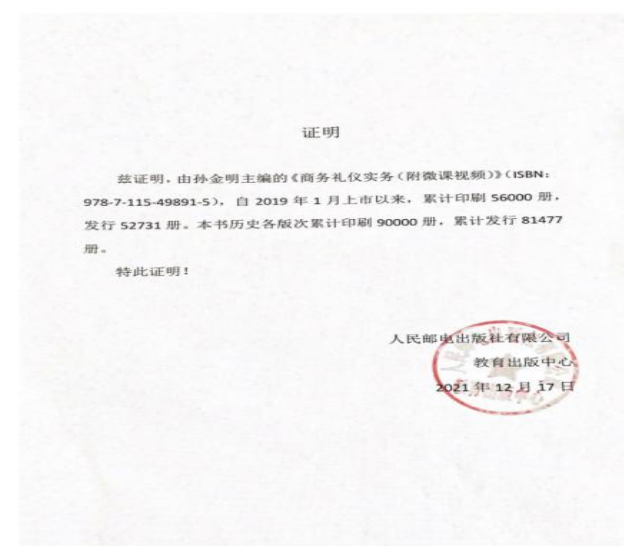 证明
兹证明，由孙金明主编的《商务礼仪实务（附微课视频）》（ISBN：
978-7-115-49891-5），自 2019 年 1 月上市以来，累计印刷 56000 册，
发行 52731 册。本书历史各版次累计印刷 90000 册，累计发行 81477
册。
特此证明！
人民邮电出版社有限公司
教育出版中心
2021 年 12 月 17 日